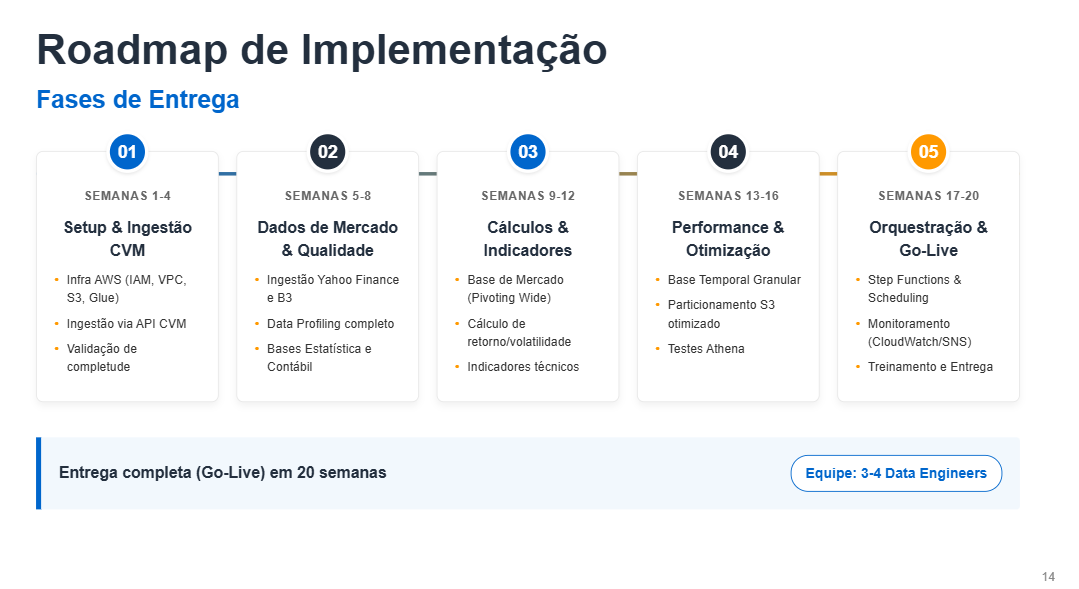 Roadmap de Implementação
Fases de Entrega
01
SEMANAS 1-4
Setup & Ingestão
CVM
• Infra AWS (IAM, VPC,
S3, Glue)
• Ingestão via API CVM
• Validação de
completude
02
SEMANAS 5-8
Dados de Mercado
& Qualidade
• Ingestão Yahoo Finance
e B3
• Data Profiling completo
• Bases Estatística e
Contábil
03
SEMANAS 9-12
Cálculos &
Indicadores
• Base de Mercado
(Pivoting Wide)
• Cálculo de
retorno/volatilidade
• Indicadores técnicos
04
SEMANAS 13-16
Performance &
Otimização
• Base Temporal Granular
• Particionamento S3
otimizado
• Testes Athena
05
SEMANAS 17-20
Orquestração &
Go-Live
• Step Functions &
Scheduling
• Monitoramento
(CloudWatch/SNS)
• Treinamento e Entrega
Entrega completa (Go-Live) em 20 semanas
Equipe: 3-4 Data Engineers
14